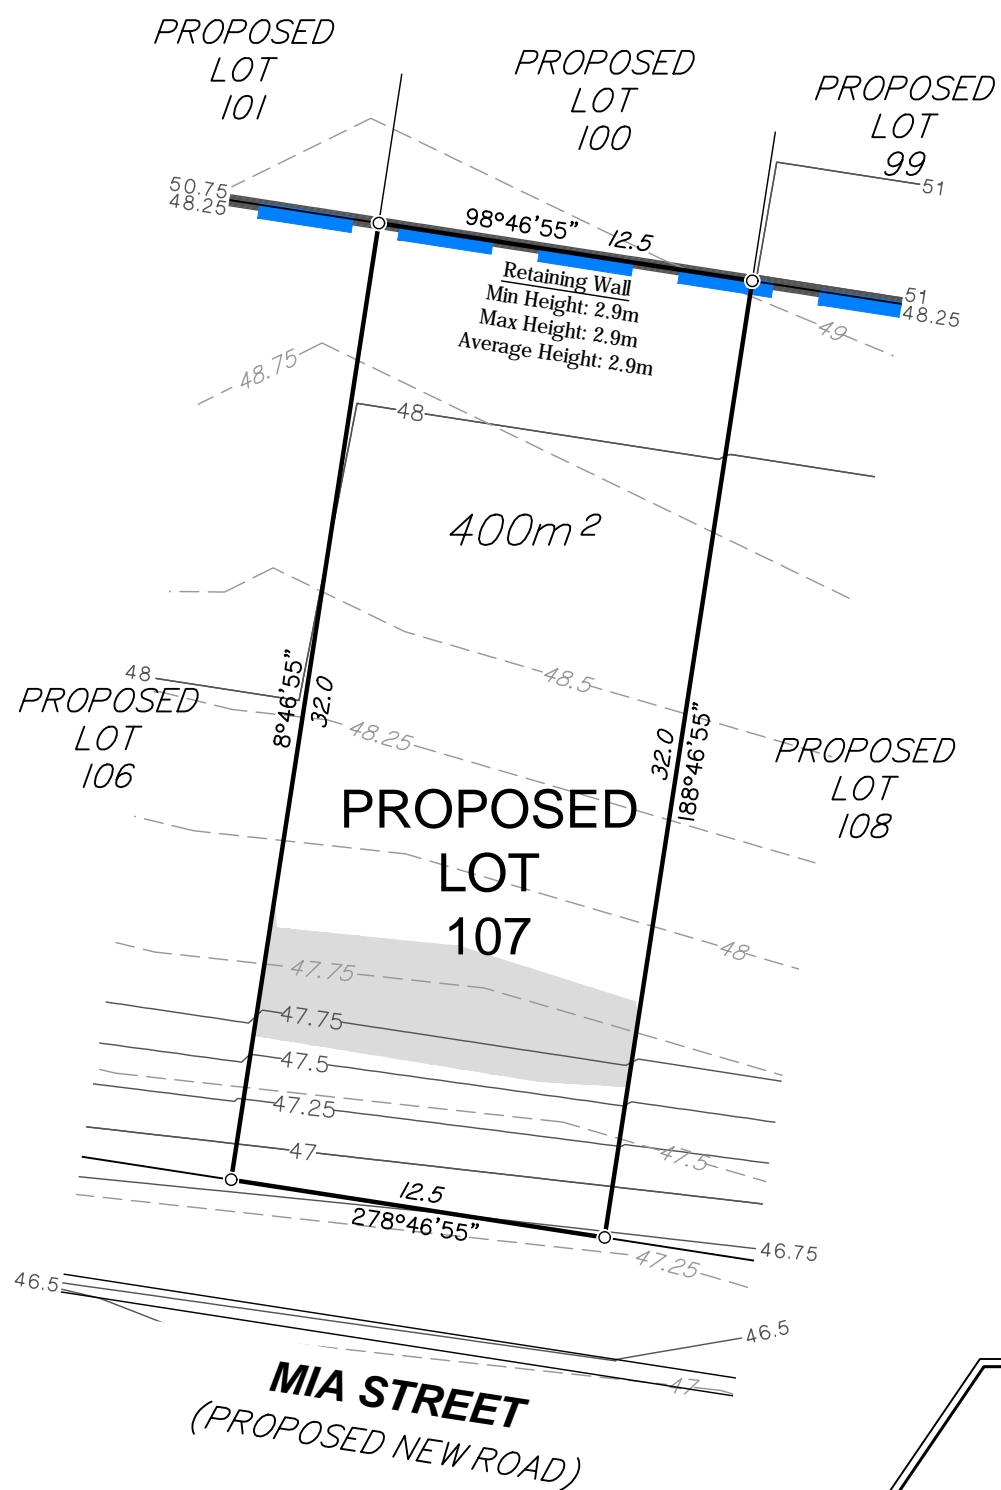 PROPOSED
LOT
101
PROPOSED
LOT
100
PROPOSED
LOT
99
51
50.75
48.25
98°46'55"
12.5
Retaining Wall
Min Height: 2.9m
Max Height: 2.9m
Average Height: 2.9m
51
48.25
49
48.75
48
400m²
48
8°46'55"
32.0
48.5
48.25
PROPOSED
LOT
106
32.0
188°46'55"
PROPOSED
LOT
108
PROPOSED
LOT
107
48
47.75
47.75
47.5
47.25
47
47.5
12.5
278°46'55"
46.75
47.25
46.5
46.5
47
MIA STREET
(PROPOSED NEW ROAD)